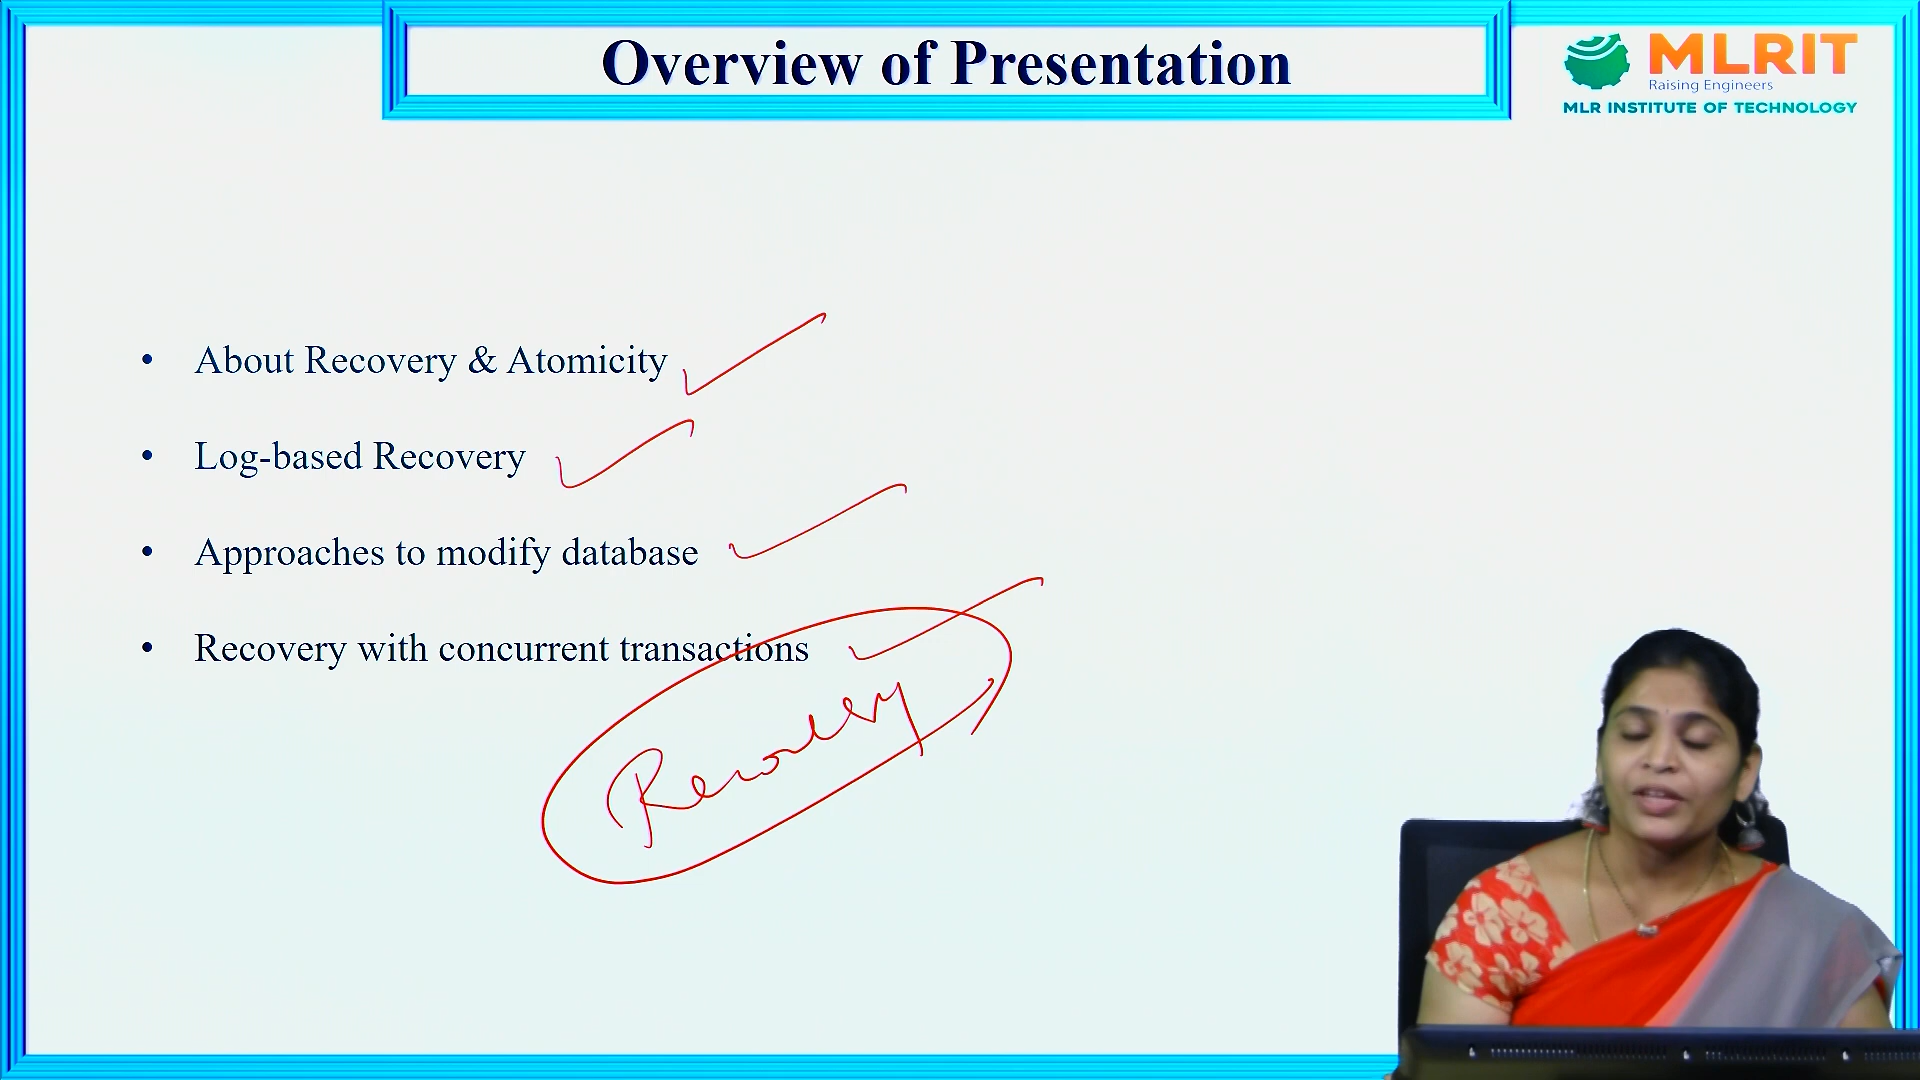 Overview of Presentation
MLRIT
Raising Engineers
MLR INSTITUTE OF TECHNOLOGY
• About Recovery & Atomicity
• Log-based Recovery
• Approaches to modify database
• Recovery with concurrent transactions
Recovery